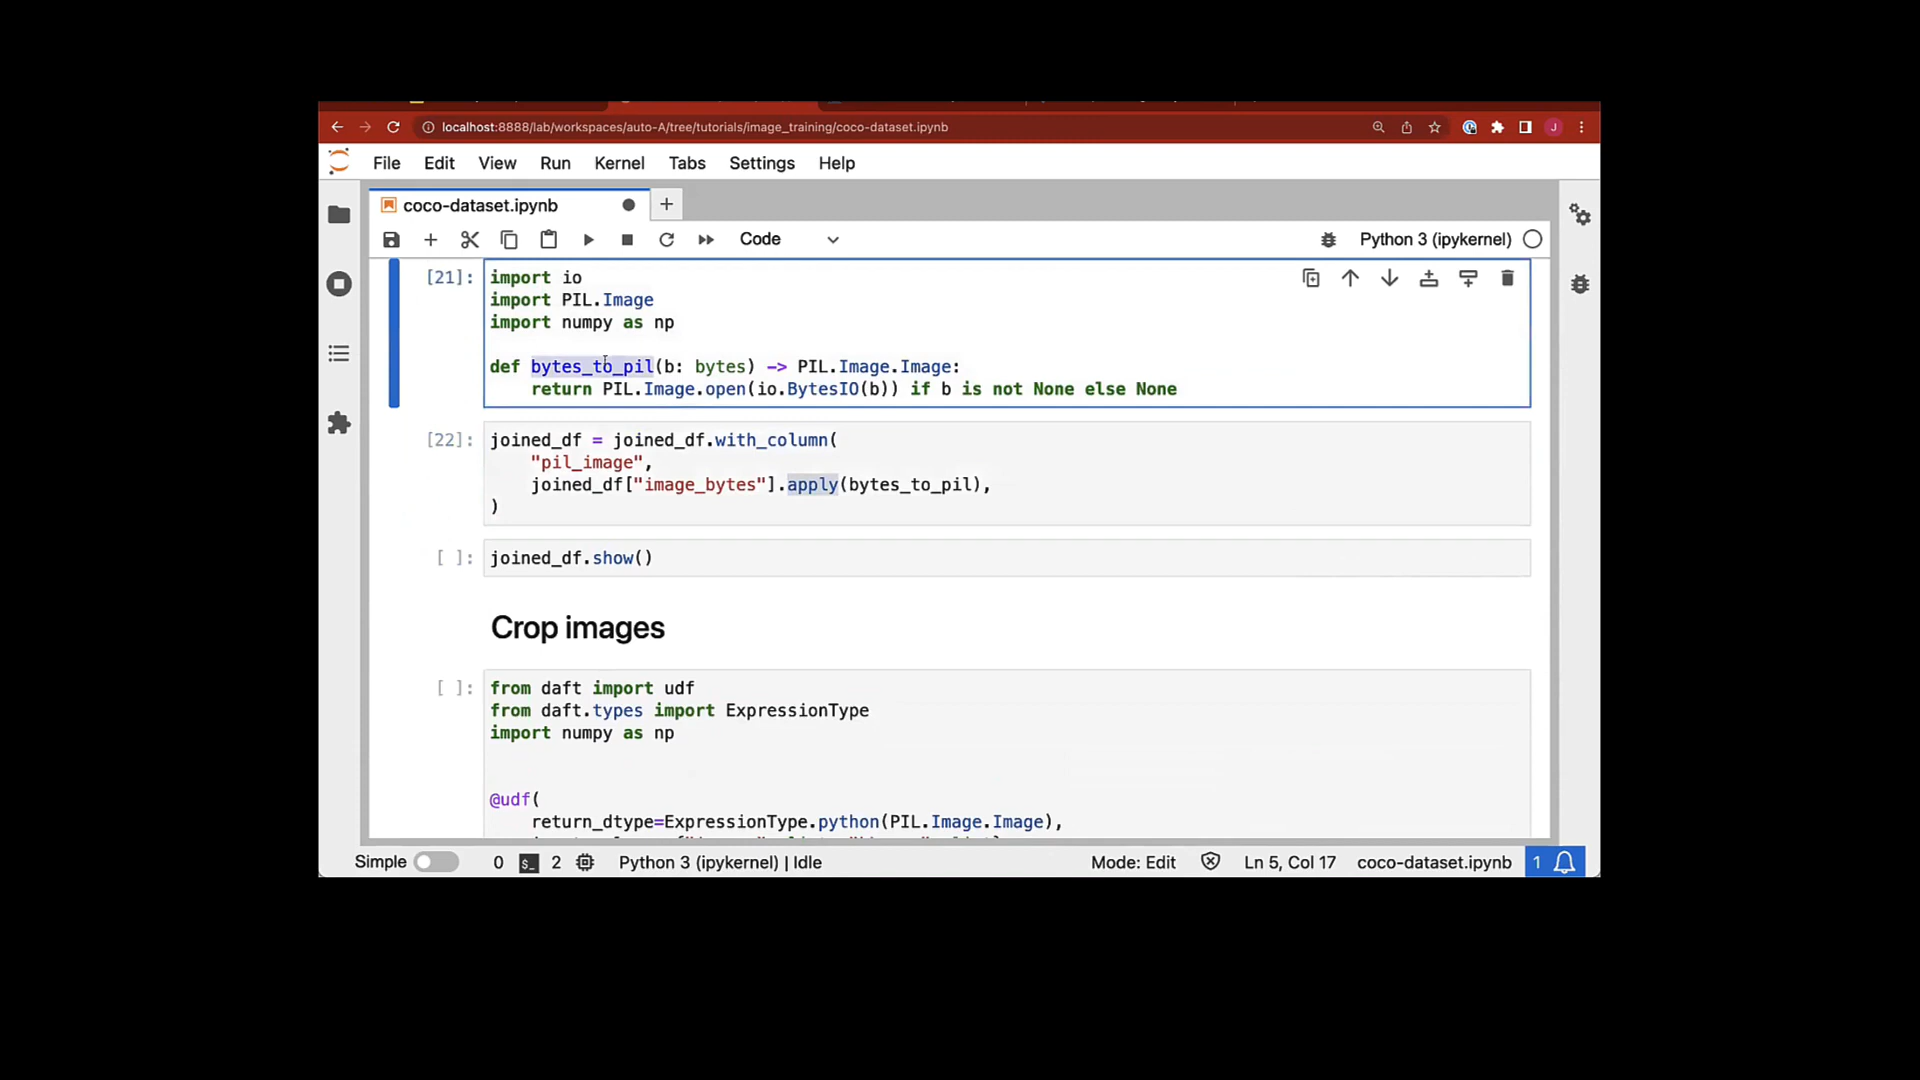 localhost:8888/lab/workspaces/auto-A/tree/tutorials/image_training/coco-dataset.ipynb
J
File Edit View Run Kernel Tabs Settings Help
coco-dataset.ipynb
Code
Python 3 (ipykernel)
[21]:
import io
import PIL.Image
import numpy as np
def bytes_to_pil(b: bytes) -> PIL.Image.Image:
return PIL.Image.open(io.BytesIO(b)) if b is not None else None
[22]:
joined_df = joined_df.with_column(
"pil_image",
joined_df["image_bytes"].apply(bytes_to_pil),
)
[ ]:
joined_df.show()
Crop images
[ ]:
from daft import udf
from daft.types import ExpressionType
import numpy as np
@udf(
return_dtype=ExpressionType.python(PIL.Image.Image),
Simple 0 $_ 2 Python 3 (ipykernel) | Idle Mode: Edit Ln 5, Col 17 coco-dataset.ipynb 1